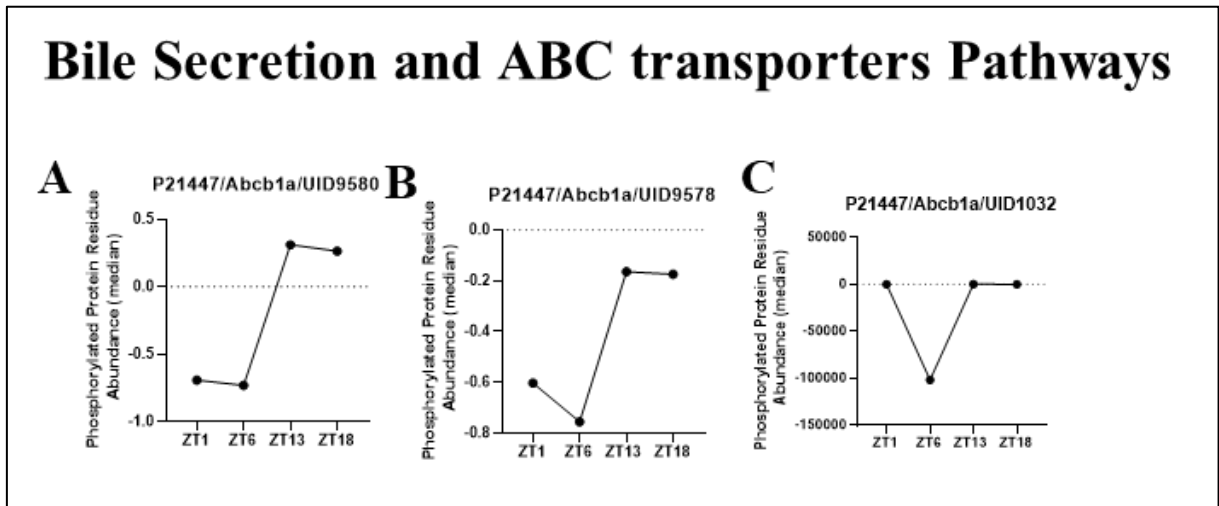 Bile Secretion and ABC transporters Pathways
A
P21447/Abcb1a/UID9580
Phosphorylated Protein Residue
Abundance (median)
0.5
0.0
-0.5
-1.0
ZT1 ZT6 ZT13 ZT18
B
P21447/Abcb1a/UID9578
Phosphorylated Protein Residue
Abundance (median)
0.0
-0.2
-0.4
-0.6
-0.8
ZT1 ZT6 ZT13 ZT18
C
P21447/Abcb1a/UID1032
Phosphorylated Protein Residue
Abundance (median)
50000
0
-50000
-100000
-150000
ZT1 ZT6 ZT13 ZT18